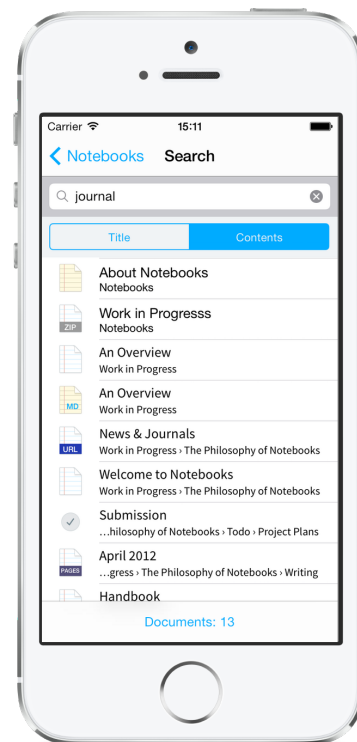 Carrier 15:11
Notebooks Search
journal
Title Contents
About Notebooks
Notebooks
ZIP
Work in Progresss
Notebooks
An Overview
Work in Progress
MD
An Overview
Work in Progress
URL
News & Journals
Work in Progress › The Philosophy of Notebooks
Welcome to Notebooks
Work in Progress › The Philosophy of Notebooks
Submission
…hilosophy of Notebooks › Todo › Project Plans
PAGES
April 2012
…gress › The Philosophy of Notebooks › Writing
Handbook
Documents: 13